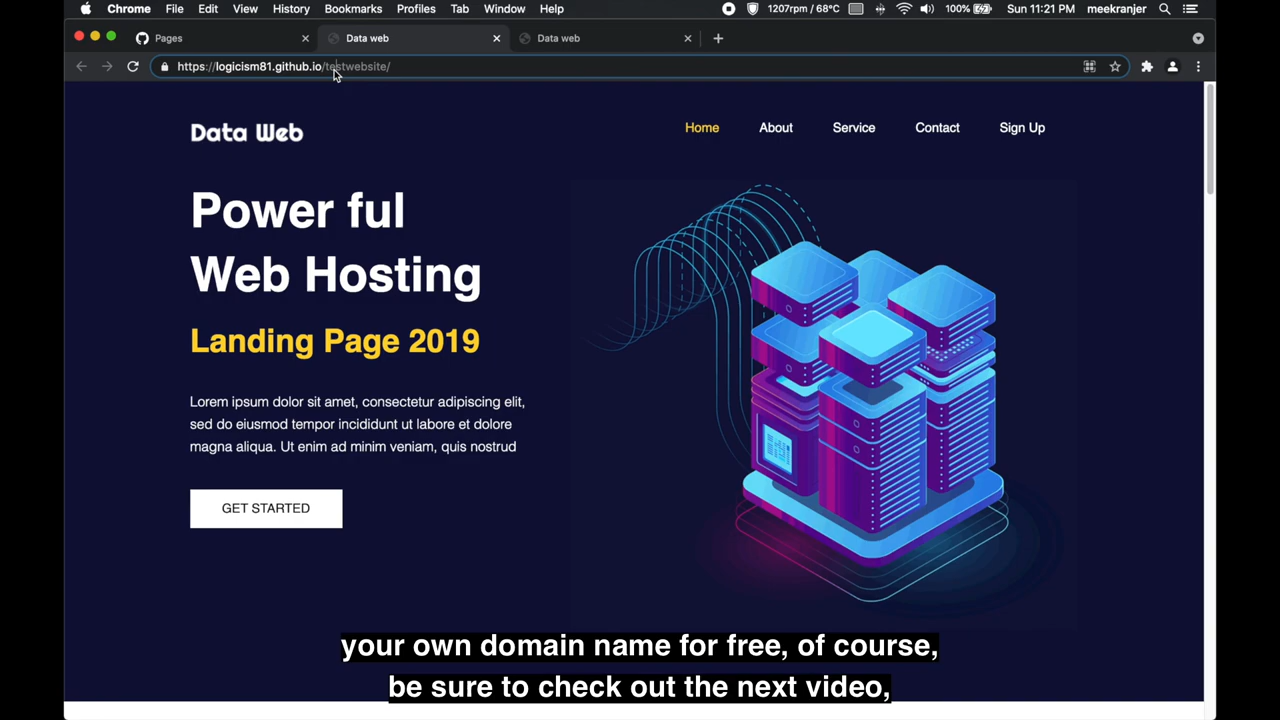 Chrome File Edit View History Bookmarks Profiles Tab Window Help 1207rpm / 68°C 100% Sun 11:21 PM meekranjer
Pages Data web Data web
https://logicism81.github.io/testwebsite/
Data Web Home About Service Contact Sign Up
Power ful
Web Hosting
Landing Page 2019
Lorem ipsum dolor sit amet, consectetur adipiscing elit,
sed do eiusmod tempor incididunt ut labore et dolore
magna aliqua. Ut enim ad minim veniam, quis nostrud
GET STARTED
your own domain name for free, of course,
be sure to check out the next video,